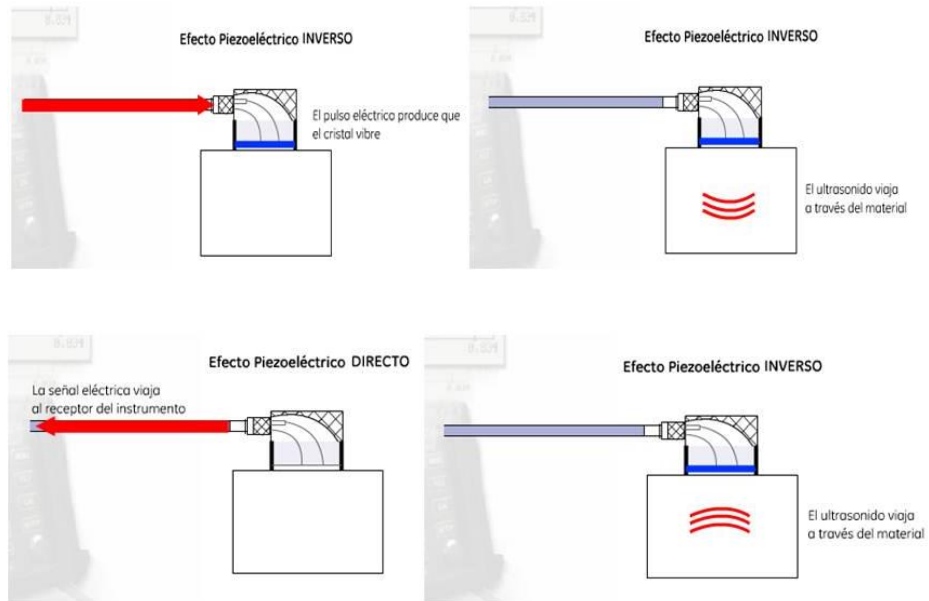 Efecto Piezoeléctrico INVERSO
El pulso eléctrico produce que
el cristal vibre
Efecto Piezoeléctrico INVERSO
El ultrasonido viaja
a través del material
Efecto Piezoeléctrico DIRECTO
La señal eléctrica viaja
al receptor del instrumento
Efecto Piezoeléctrico INVERSO
El ultrasonido viaja
a través del material